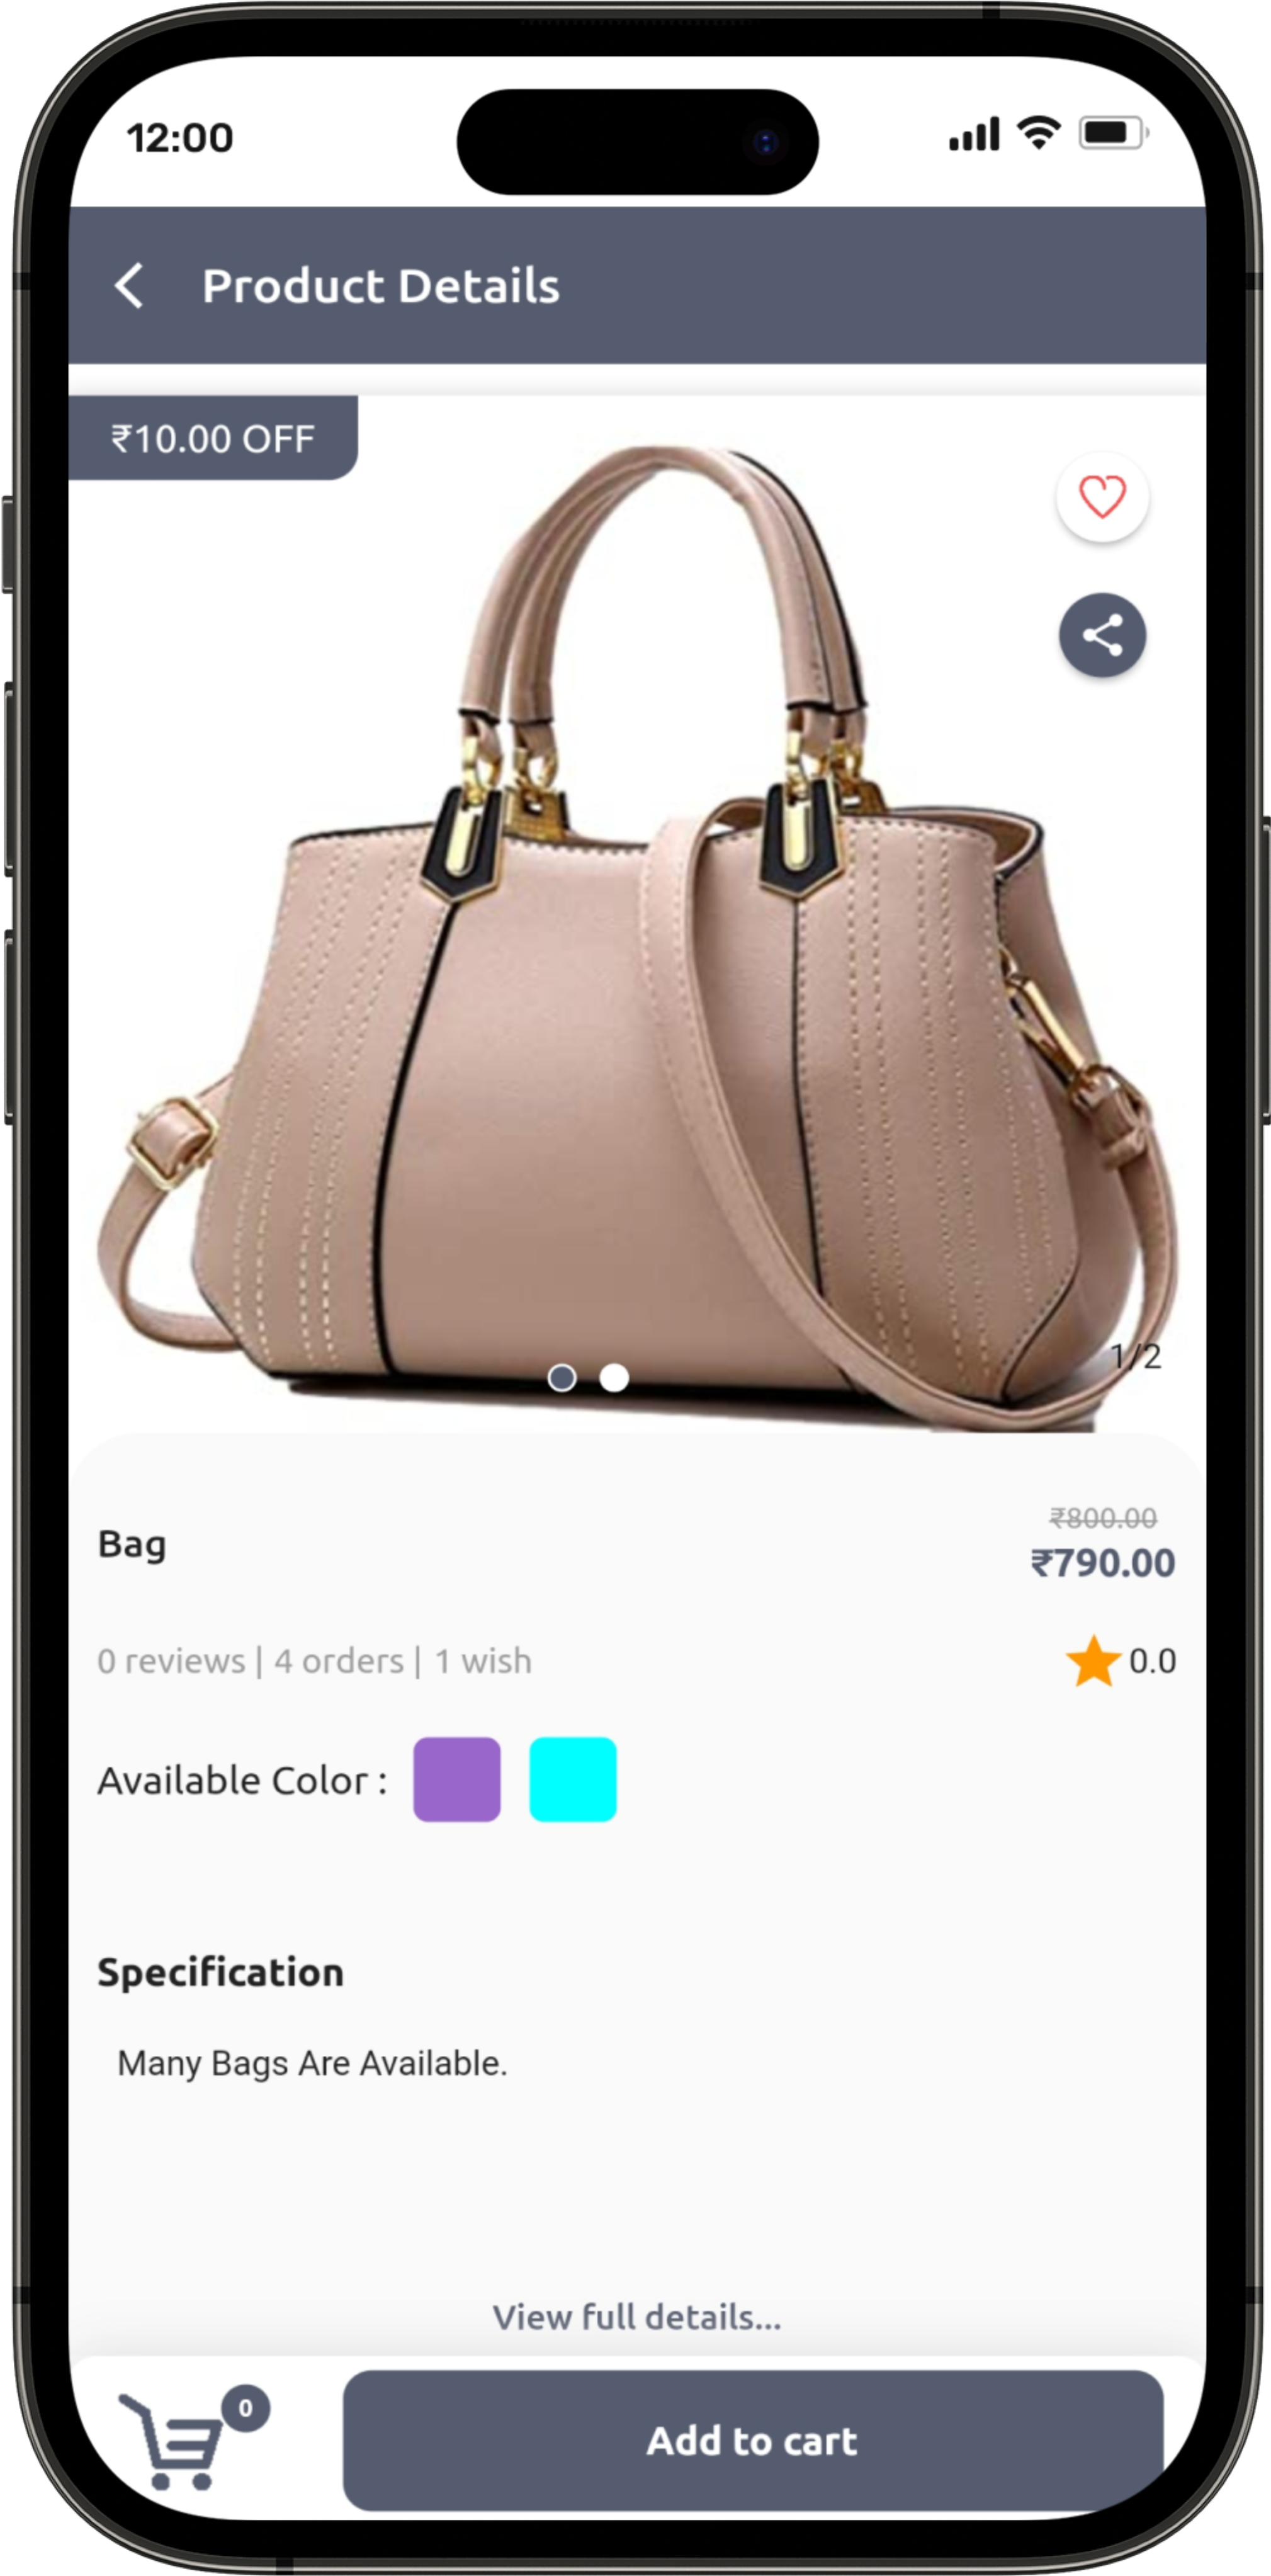 12:00
Product Details
₹10.00 OFF
1/2
Bag
₹800.00
₹790.00
0 reviews | 4 orders | 1 wish
0.0
Available Color :
Specification
Many Bags Are Available.
View full details...
0
Add to cart